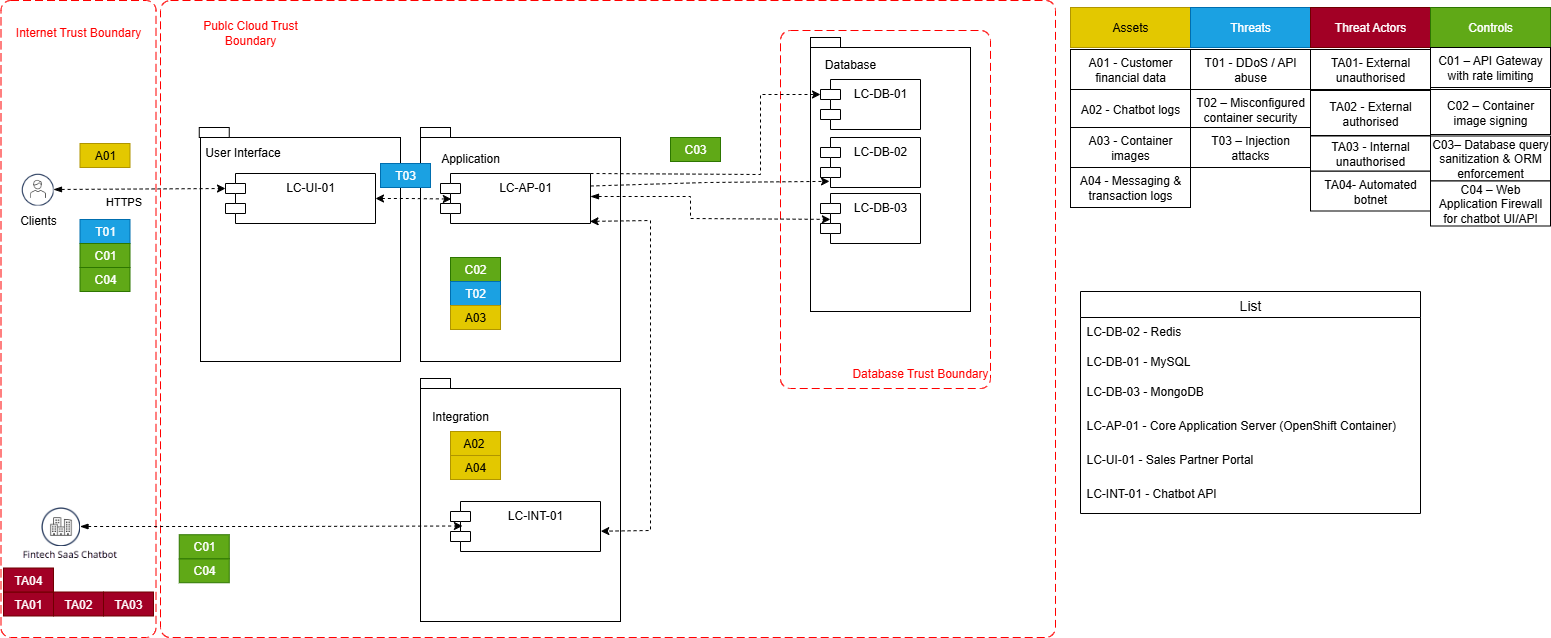 Internet Trust Boundary
Publc Cloud Trust
Boundary
A01
Clients
HTTPS
T01
C01
C04
User Interface
LC-UI-01
T03
Application
LC-AP-01
C02
T02
A03
C03
Database
LC-DB-01
LC-DB-02
LC-DB-03
Database Trust Boundary
Integration
A02
A04
LC-INT-01
Fintech SaaS Chatbot
C01
C04
TA04
TA01
TA02
TA03
Assets
Threats
Threat Actors
Controls
A01 - Customer
financial data
T01 - DDoS / API
abuse
TA01- External
unauthorised
C01 – API Gateway
with rate limiting
A02 - Chatbot logs
T02 – Misconfigured
container security
TA02 - External
authorised
C02 – Container
image signing
A03 - Container
images
T03 – Injection
attacks
TA03 - Internal
unauthorised
C03– Database query
sanitization & ORM
enforcement
A04 - Messaging &
transaction logs
TA04- Automated
botnet
C04 – Web
Application Firewall
for chatbot UI/API
List
LC-DB-02 - Redis
LC-DB-01 - MySQL
LC-DB-03 - MongoDB
LC-AP-01 - Core Application Server (OpenShift Container)
LC-UI-01 - Sales Partner Portal
LC-INT-01 - Chatbot API